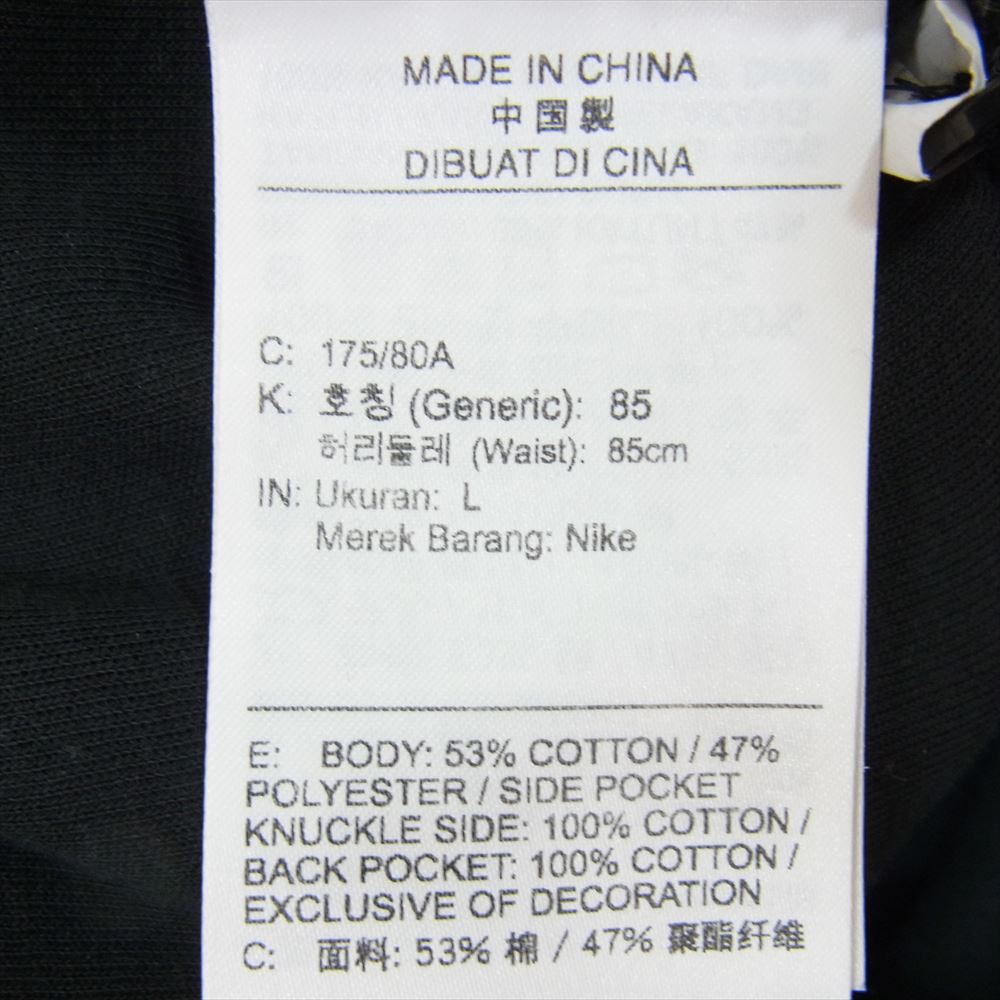 MADE IN CHINA
中国製
DIBUAT DI CINA
C: 175/80A
K: 호칭 (Generic): 85
허리둘레 (Waist): 85cm
IN: Ukuran: L
Merek Barang: Nike
E: BODY: 53% COTTON / 47%
POLYESTER / SIDE POCKET
KNUCKLE SIDE: 100% COTTON /
BACK POCKET: 100% COTTON /
EXCLUSIVE OF DECORATION
C: 面料: 53% 棉 / 47% 聚酯纤维